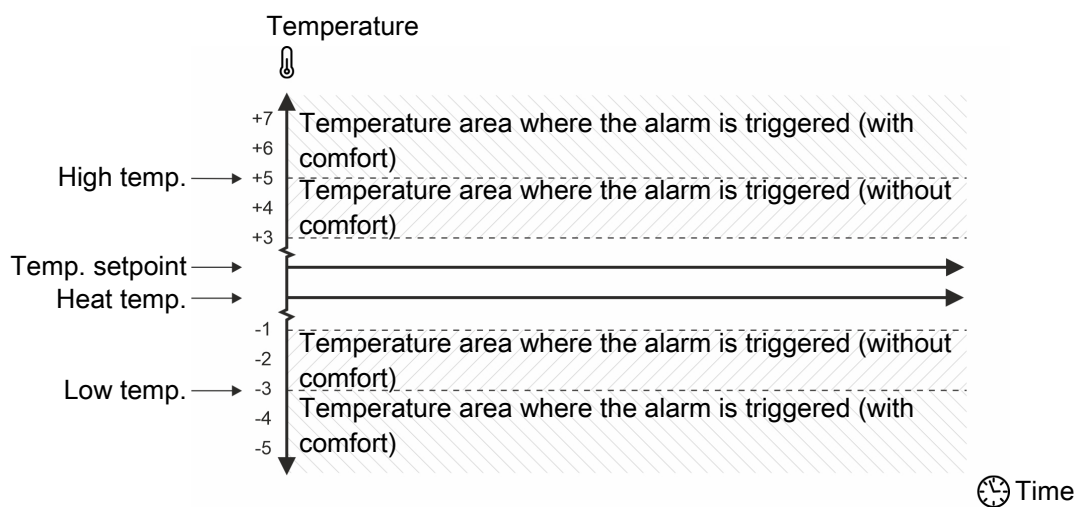 Temperature
+7
Temperature area where the alarm is triggered (with
+6
comfort)
High temp.
+5
Temperature area where the alarm is triggered (without
+4
comfort)
+3
Temp. setpoint
Heat temp.
-1
Temperature area where the alarm is triggered (without
-2
comfort)
Low temp.
-3
Temperature area where the alarm is triggered (with
-4
comfort)
-5
Time